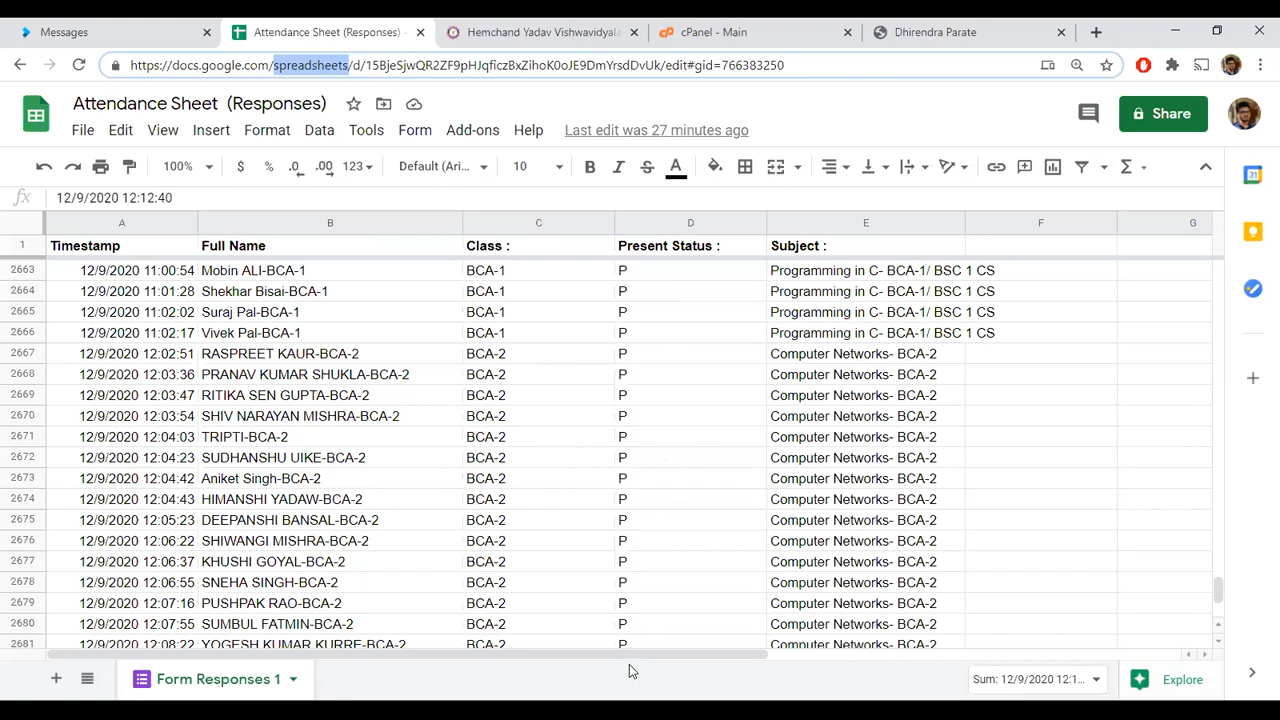 Messages
Attendance Sheet (Responses) -
Hemchand Yadav Vishwavidyala
cPanel - Main
Dhirendra Parate
https://docs.google.com/spreadsheets/d/15BjeSjwQR2ZF9pHJqficzBxZihoK0oJE9DmYrsdDvUk/edit#gid=766383250
Attendance Sheet (Responses)
File Edit View Insert Format Data Tools Form Add-ons Help Last edit was 27 minutes ago
Share
100% $ % .0 .00 123 Default (Ari... 10 B I S A
fx 12/9/2020 12:12:40
A B C D E F G
1 Timestamp Full Name Class : Present Status : Subject :
2663 12/9/2020 11:00:54 Mobin ALI-BCA-1 BCA-1 P Programming in C- BCA-1/ BSC 1 CS
2664 12/9/2020 11:01:28 Shekhar Bisai-BCA-1 BCA-1 P Programming in C- BCA-1/ BSC 1 CS
2665 12/9/2020 11:02:02 Suraj Pal-BCA-1 BCA-1 P Programming in C- BCA-1/ BSC 1 CS
2666 12/9/2020 11:02:17 Vivek Pal-BCA-1 BCA-1 P Programming in C- BCA-1/ BSC 1 CS
2667 12/9/2020 12:02:51 RASPREET KAUR-BCA-2 BCA-2 P Computer Networks- BCA-2
2668 12/9/2020 12:03:36 PRANAV KUMAR SHUKLA-BCA-2 BCA-2 P Computer Networks- BCA-2
2669 12/9/2020 12:03:47 RITIKA SEN GUPTA-BCA-2 BCA-2 P Computer Networks- BCA-2
2670 12/9/2020 12:03:54 SHIV NARAYAN MISHRA-BCA-2 BCA-2 P Computer Networks- BCA-2
2671 12/9/2020 12:04:03 TRIPTI-BCA-2 BCA-2 P Computer Networks- BCA-2
2672 12/9/2020 12:04:23 SUDHANSHU UIKE-BCA-2 BCA-2 P Computer Networks- BCA-2
2673 12/9/2020 12:04:42 Aniket Singh-BCA-2 BCA-2 P Computer Networks- BCA-2
2674 12/9/2020 12:04:43 HIMANSHI YADAW-BCA-2 BCA-2 P Computer Networks- BCA-2
2675 12/9/2020 12:05:23 DEEPANSHI BANSAL-BCA-2 BCA-2 P Computer Networks- BCA-2
2676 12/9/2020 12:06:22 SHIWANGI MISHRA-BCA-2 BCA-2 P Computer Networks- BCA-2
2677 12/9/2020 12:06:37 KHUSHI GOYAL-BCA-2 BCA-2 P Computer Networks- BCA-2
2678 12/9/2020 12:06:55 SNEHA SINGH-BCA-2 BCA-2 P Computer Networks- BCA-2
2679 12/9/2020 12:07:16 PUSHPAK RAO-BCA-2 BCA-2 P Computer Networks- BCA-2
2680 12/9/2020 12:07:55 SUMBUL FATMIN-BCA-2 BCA-2 P Computer Networks- BCA-2
2681 12/9/2020 12:08:22 YOGESH KUMAR KURRE-BCA-2 BCA-2 P Computer Networks- BCA-2
Form Responses 1
Sum: 12/9/2020 12:1...
Explore